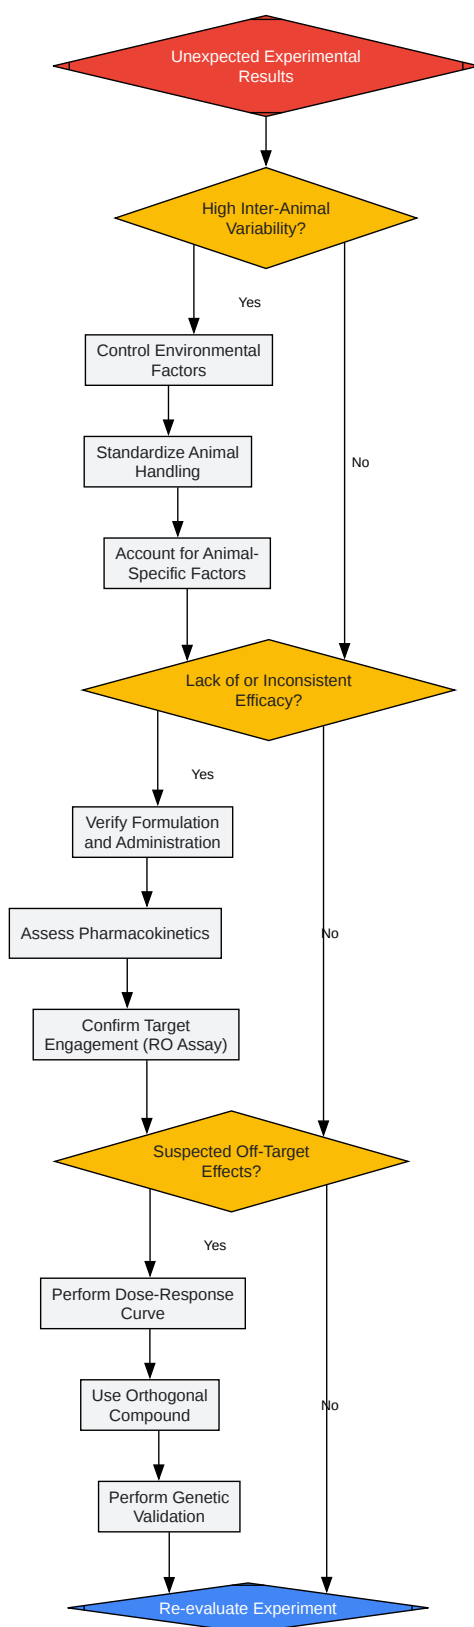 Unexpected Experimental
Results
High Inter-Animal
Variability?
Yes
Control Environmental
Factors
Standardize Animal
Handling
No
Account for Animal-
Specific Factors
Lack of or Inconsistent
Efficacy?
Yes
Verify Formulation
and Administration
Assess Pharmacokinetics
No
Confirm Target
Engagement (RO Assay)
Suspected Off-Target
Effects?
Yes
Perform Dose-Response
Curve
Use Orthogonal
Compound
No
Perform Genetic
Validation
Re-evaluate Experiment